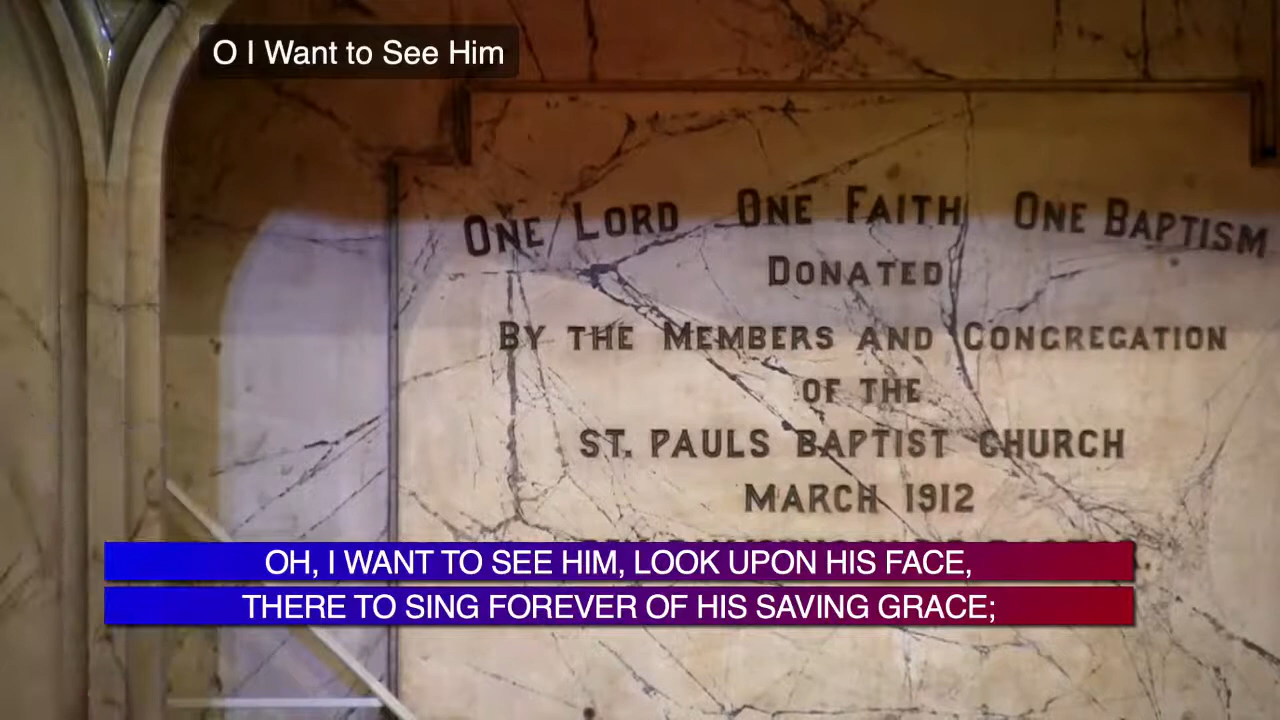 O I Want to See Him
ONE LORD ONE FAITH ONE BAPTISM
DONATED
BY THE MEMBERS AND CONGREGATION
OF THE
ST. PAULS BAPTIST CHURCH
MARCH 1912
OH, I WANT TO SEE HIM, LOOK UPON HIS FACE,
THERE TO SING FOREVER OF HIS SAVING GRACE;